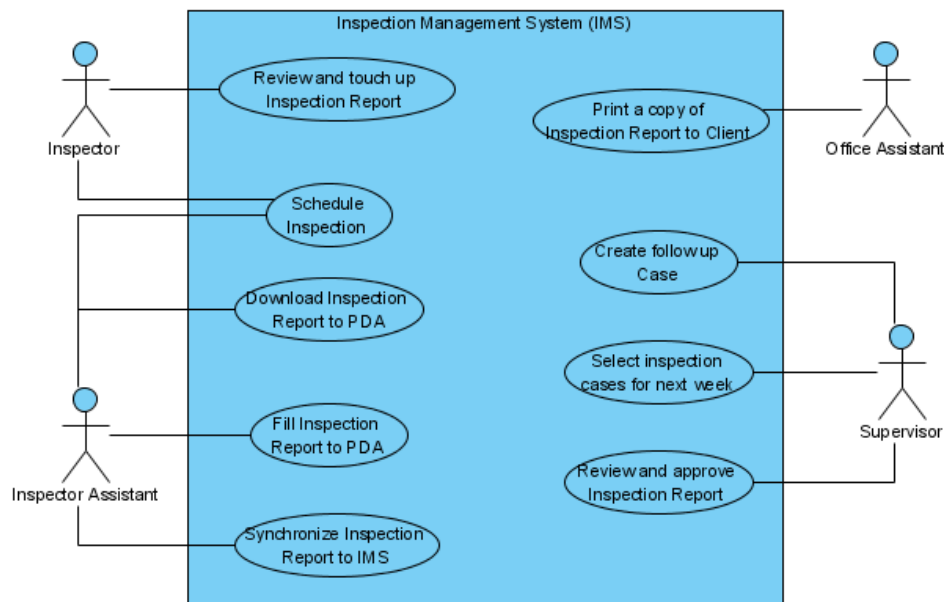 Inspection Management System (IMS)
Review and touch up
Inspection Report
Inspector
Print a copy of
Inspection Report to Client
Office Assistant
Schedule
Inspection
Create follow up
Case
Download Inspection
Report to PDA
Select inspection
cases for next week
Supervisor
Fill Inspection
Report to PDA
Inspector Assistant
Review and approve
Inspection Report
Synchronize Inspection
Report to IMS